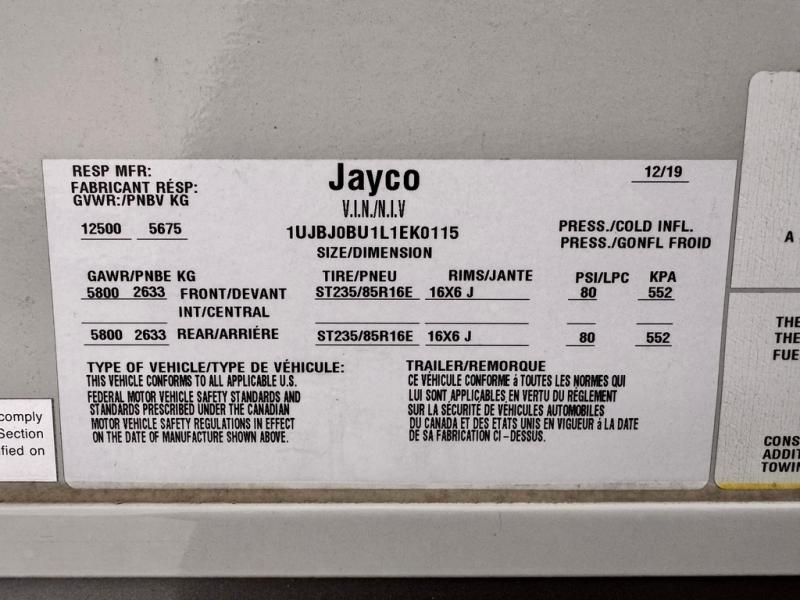 RESP MFR: Jayco 12/19
FABRICANT RÉSP:
GVWR:/PNBV KG V.I.N./N.I.V
12500 5675 1UJBJ0BU1L1EK0115 PRESS./COLD INFL.
SIZE/DIMENSION PRESS./GONFL FROID
GAWR/PNBE KG TIRE/PNEU RIMS/JANTE PSI/LPC KPA
5800 2633 FRONT/DEVANT ST235/85R16E 16X6 J 80 552
INT/CENTRAL
5800 2633 REAR/ARRIÉRE ST235/85R16E 16X6 J 80 552
TYPE OF VEHICLE/TYPE DE VÉHICULE: TRAILER/REMORQUE
THIS VEHICLE CONFORMS TO ALL APPLICABLE U.S.
FEDERAL MOTOR VEHICLE SAFETY STANDARDS AND
STANDARDS PRESCRIBED UNDER THE CANADIAN
MOTOR VEHICLE SAFETY REGULATIONS IN EFFECT
ON THE DATE OF MANUFACTURE SHOWN ABOVE.
CE VÉHICULE CONFORME à TOUTES LES NORMES QUI
LUI SONT APPLICABLES EN VERTU DU RÉGLEMENT
SUR LA SÉCURITÉ DE VÉHICULES AUTOMOBILES
DU CANADA ET DES ETATS UNIS EN VIGUEUR à LA DATE
DE SA FABRICATION CI-DESSUS.
comply
Section
fied on
A
THE
THE
FUE
CONS
ADDIT
TOWIN